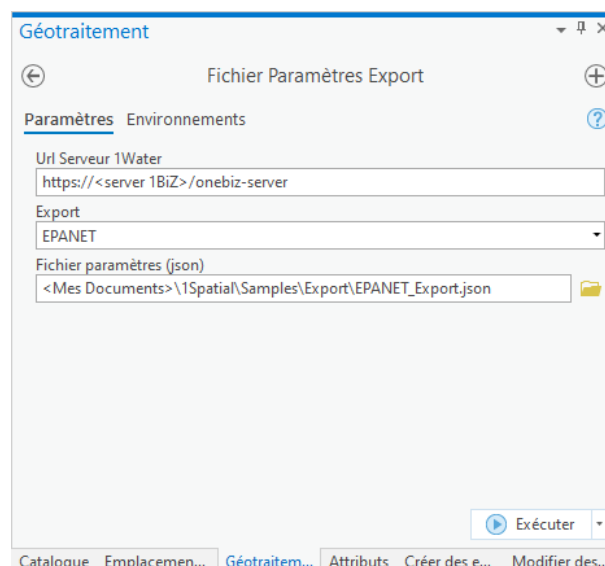 Géotraitement
Fichier Paramètres Export
Paramètres Environnements
Url Serveur 1Water
https://<server 1BiZ>/onebiz-server
Export
EPANET
Fichier paramètres (json)
<Mes Documents>\1Spatial\Samples\Export\EPANET_Export.json
Exécuter
Catalogue Emplacemen... Géotraitem... Attributs Créer des e... Modifier des...